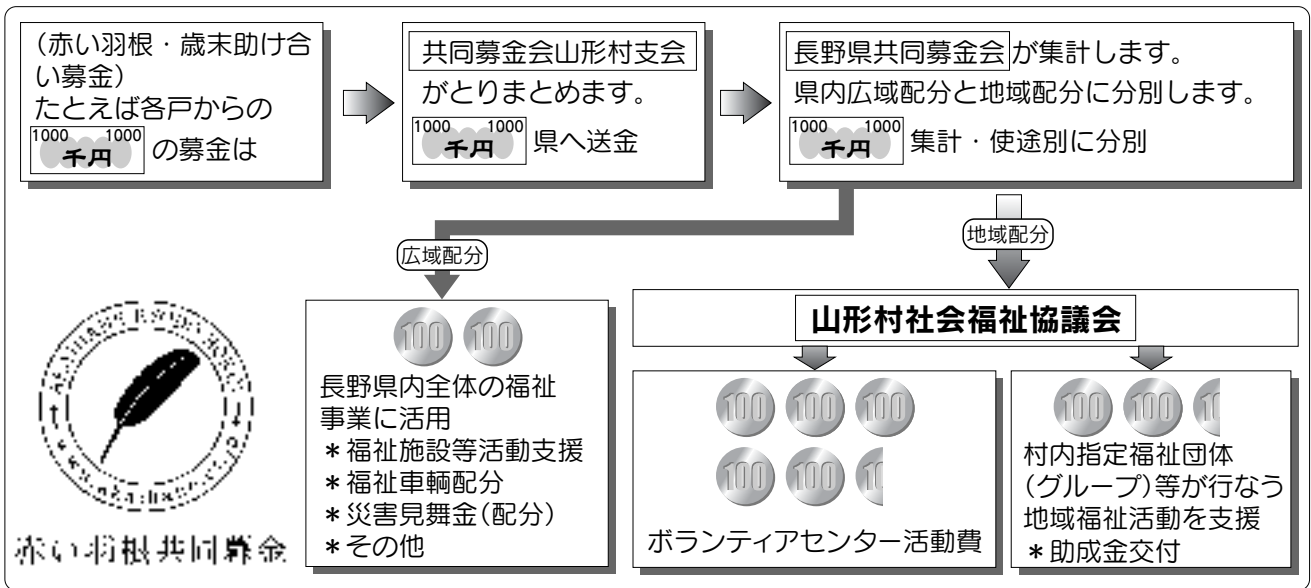 (赤い羽根・歳末助け合
い募金)
たとえば各戸からの
1000 1000
千円 の募金は
共同募金会山形村支会
がとりまとめます。
1000 1000
千円 県へ送金
長野県共同募金会が集計します。
県内広域配分と地域配分に分別します。
1000 1000
千円 集計・使途別に分別
広域配分
地域配分
100 100
長野県内全体の福祉
事業に活用
*福祉施設等活動支援
*福祉車輌配分
*災害見舞金(配分)
*その他
山形村社会福祉協議会
100 100 100
100 100 1
ボランティアセンター活動費
100 100 1
村内指定福祉団体
(グループ)等が行なう
地域福祉活動を支援
*助成金交付
赤い羽根共同募金